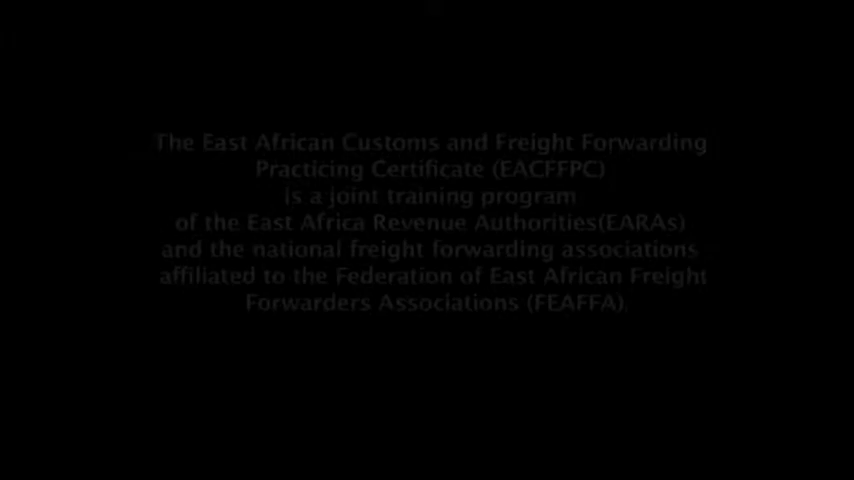 The East African Customs and Freight Forwarding
Practicing Certificate (EACFFPC)
is a joint training program
of the East Africa Revenue Authorities(EARAs)
and the national freight forwarding associations
affiliated to the Federation of East African Freight
Forwarders Associations (FEAFFA).